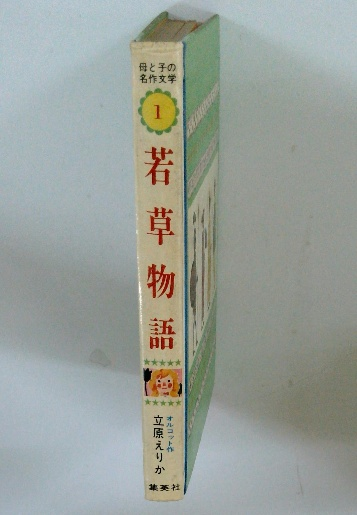 母と子の
名作文学
1
若草物語
オルコット作
立原えりか
集英社